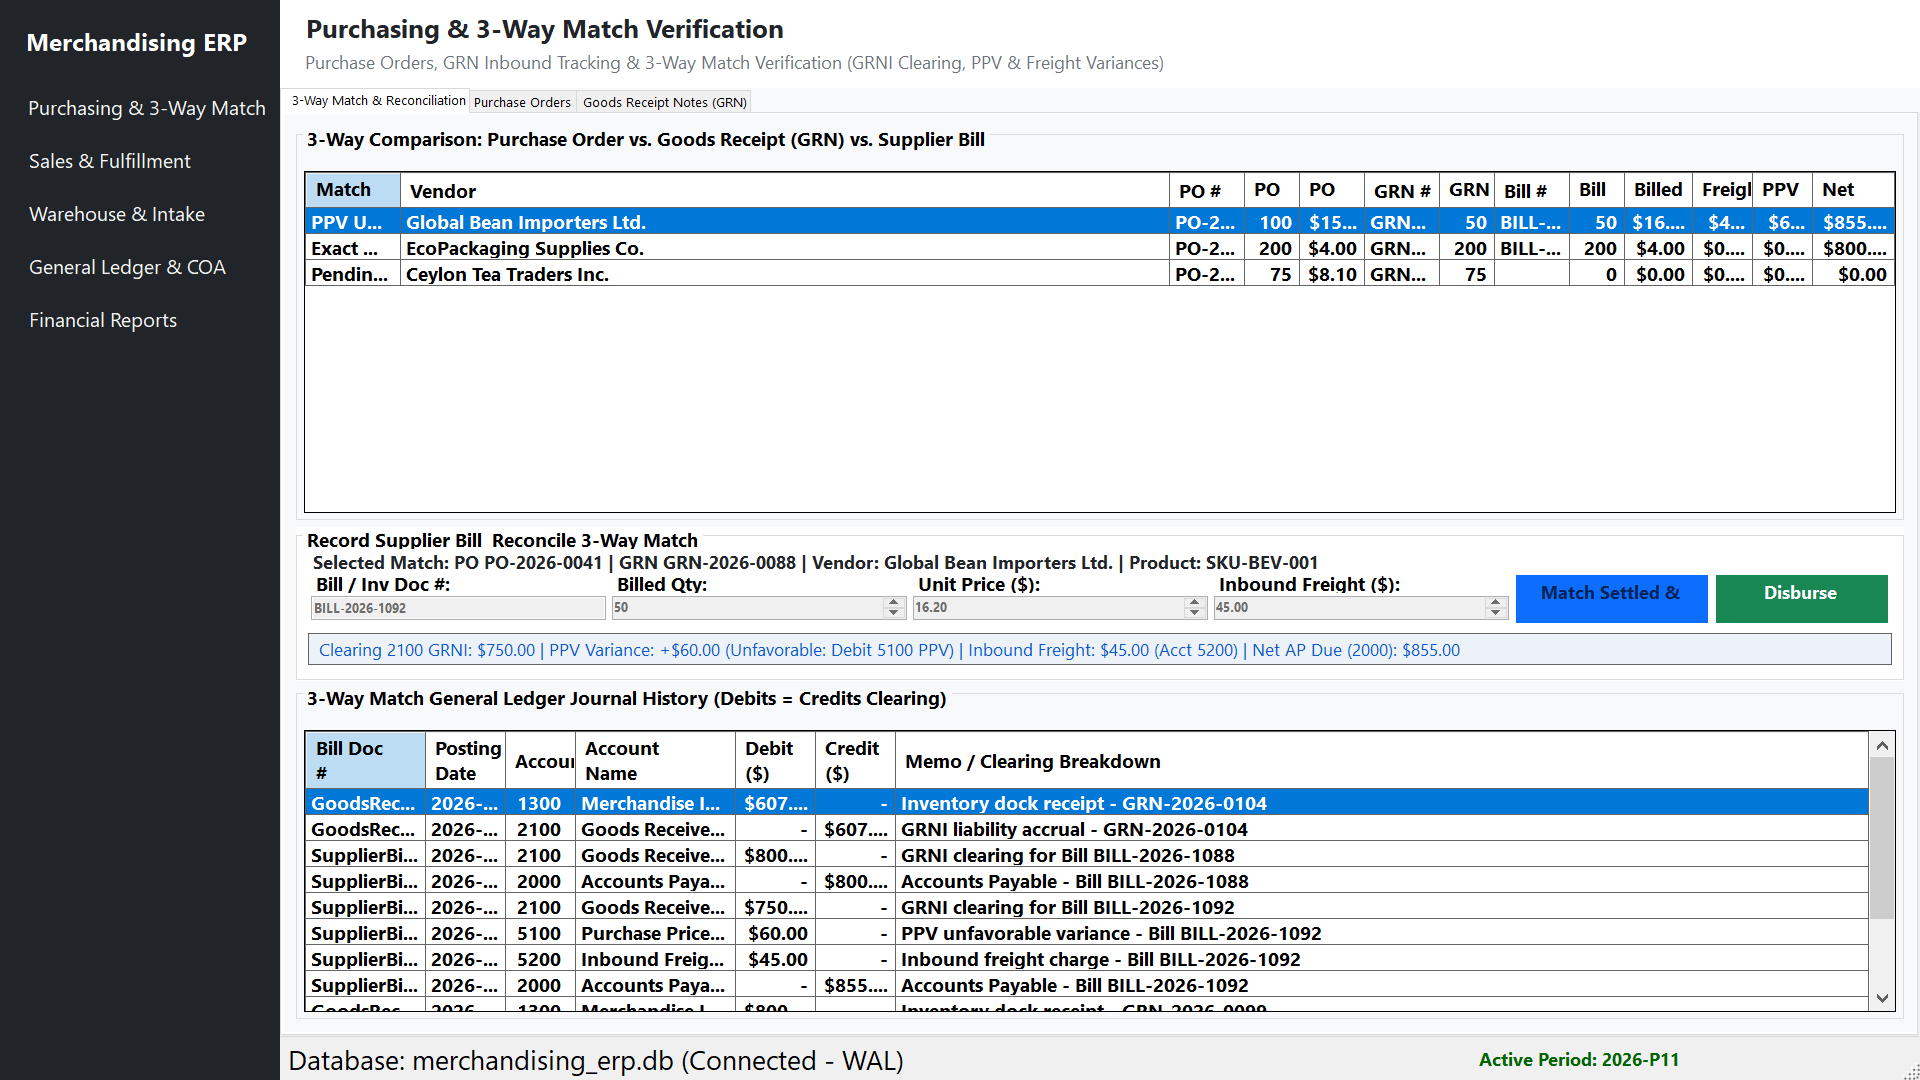 Merchandising ERP
Purchasing & 3-Way Match
Sales & Fulfillment
Warehouse & Intake
General Ledger & COA
Financial Reports
Purchasing & 3-Way Match Verification
Purchase Orders, GRN Inbound Tracking & 3-Way Match Verification (GRNI Clearing, PPV & Freight Variances)
3-Way Match & Reconciliation Purchase Orders Goods Receipt Notes (GRN)
3-Way Comparison: Purchase Order vs. Goods Receipt (GRN) vs. Supplier Bill
Match Vendor PO # PO PO GRN # GRN Bill # Bill Billed Freigl PPV Net
PPV U... Global Bean Importers Ltd. PO-2... 100 $15... GRN... 50 BILL-... 50 $16.... $4... $6... $855....
Exact ... EcoPackaging Supplies Co. PO-2... 200 $4.00 GRN... 200 BILL-... 200 $4.00 $0.... $0.... $800....
Pendin... Ceylon Tea Traders Inc. PO-2... 75 $8.10 GRN... 75 0 $0.00 $0.... $0.... $0.00
Record Supplier Bill Reconcile 3-Way Match
Selected Match: PO PO-2026-0041 | GRN GRN-2026-0088 | Vendor: Global Bean Importers Ltd. | Product: SKU-BEV-001
Bill / Inv Doc #: Billed Qty: Unit Price ($): Inbound Freight ($):
BILL-2026-1092 50 16.20 45.00 Match Settled & Disburse
Clearing 2100 GRNI: $750.00 | PPV Variance: +$60.00 (Unfavorable: Debit 5100 PPV) | Inbound Freight: $45.00 (Acct 5200) | Net AP Due (2000): $855.00
3-Way Match General Ledger Journal History (Debits = Credits Clearing)
Bill Doc # Posting Date Accou Account Name Debit ($) Credit ($) Memo / Clearing Breakdown
GoodsRec... 2026-... 1300 Merchandise I... $607.... - Inventory dock receipt - GRN-2026-0104
GoodsRec... 2026-... 2100 Goods Receive... - $607.... GRNI liability accrual - GRN-2026-0104
SupplierBi... 2026-... 2100 Goods Receive... $800.... - GRNI clearing for Bill BILL-2026-1088
SupplierBi... 2026-... 2000 Accounts Paya... - $800.... Accounts Payable - Bill BILL-2026-1088
SupplierBi... 2026-... 2100 Goods Receive... $750.... - GRNI clearing for Bill BILL-2026-1092
SupplierBi... 2026-... 5100 Purchase Price... $60.00 - PPV unfavorable variance - Bill BILL-2026-1092
SupplierBi... 2026-... 5200 Inbound Freig... $45.00 - Inbound freight charge - Bill BILL-2026-1092
SupplierBi... 2026-... 2000 Accounts Paya... - $855.... Accounts Payable - Bill BILL-2026-1092
GoodsRec... 2026-... 1300 Merchandise I... $800.... Inventory dock receipt - GRN-2026-0099
Database: merchandising_erp.db (Connected - WAL) Active Period: 2026-P11